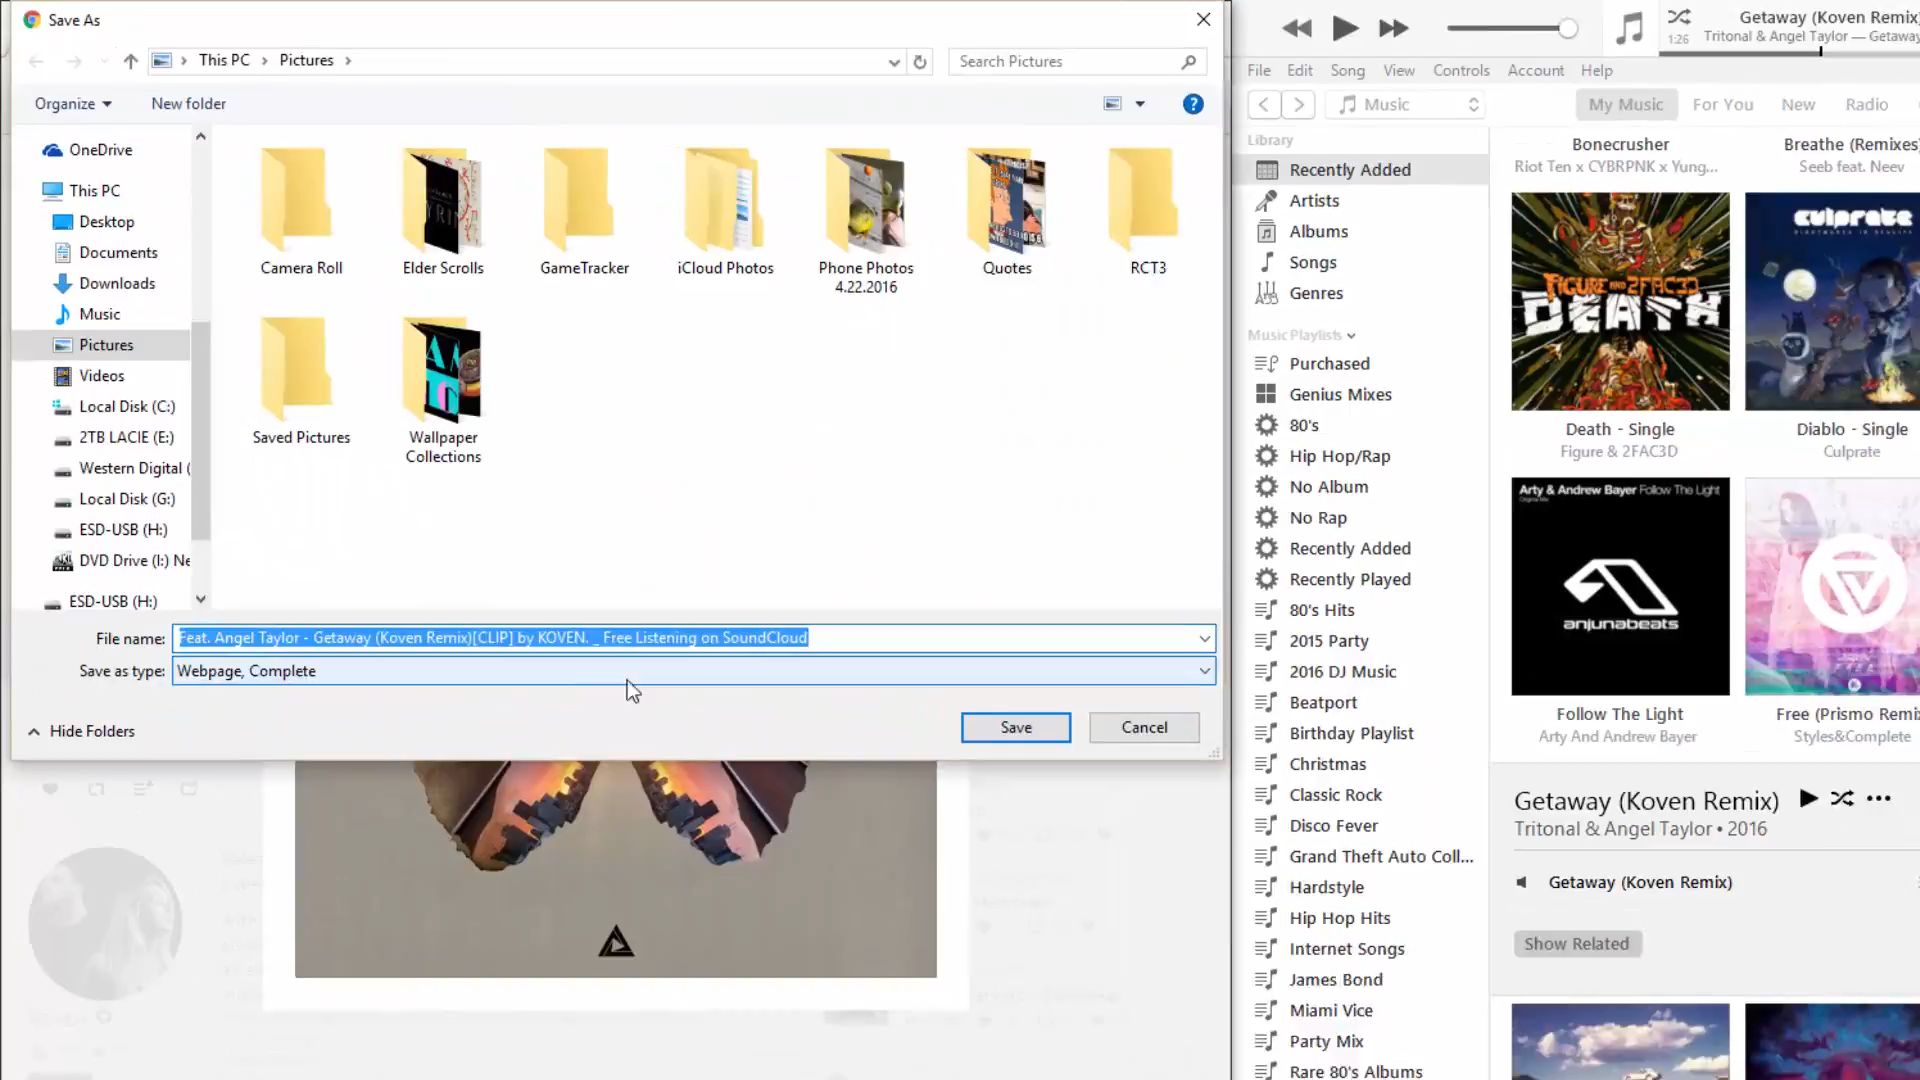 Save As
This PC
Pictures
Search Pictures
Organize
New folder
OneDrive
This PC
Desktop
Documents
Downloads
Music
Pictures
Videos
Local Disk (C:)
2TB LACIE (E:)
Western Digital (
Local Disk (G:)
ESD-USB (H:)
DVD Drive (I:) Ne
ESD-USB (H:)
Camera Roll
Elder Scrolls
GameTracker
iCloud Photos
Phone Photos
4.22.2016
Quotes
RCT3
Saved Pictures
Wallpaper
Collections
File name:
Feat. Angel Taylor - Getaway (Koven Remix)[CLIP] by KOVEN. _ Free Listening on SoundCloud
Save as type:
Webpage, Complete
Hide Folders
Save
Cancel
Getaway (Koven Remix)
1:26
Tritonal & Angel Taylor — Getaway
File Edit Song View Controls Account Help
Music
My Music
For You
New
Radio
Library
Recently Added
Artists
Albums
Songs
Genres
Music Playlists
Purchased
Genius Mixes
80's
Hip Hop/Rap
No Album
No Rap
Recently Added
Recently Played
80's Hits
2015 Party
2016 DJ Music
Beatport
Birthday Playlist
Christmas
Classic Rock
Disco Fever
Grand Theft Auto Coll...
Hardstyle
Hip Hop Hits
Internet Songs
James Bond
Miami Vice
Party Mix
Rare 80's Albums
Bonecrusher
Riot Ten x CYBRPNK x Yung...
Breathe (Remixes)
Seeb feat. Neev
FIGURE AND 2FAC3D
DEATH
culprate
Death - Single
Figure & 2FAC3D
Diablo - Single
Culprate
Arty & Andrew Bayer Follow The Light
anjunabeats
Follow The Light
Arty And Andrew Bayer
Free (Prismo Remix
Styles&Complete
Getaway (Koven Remix)
Tritonal & Angel Taylor • 2016
Getaway (Koven Remix)
Show Related